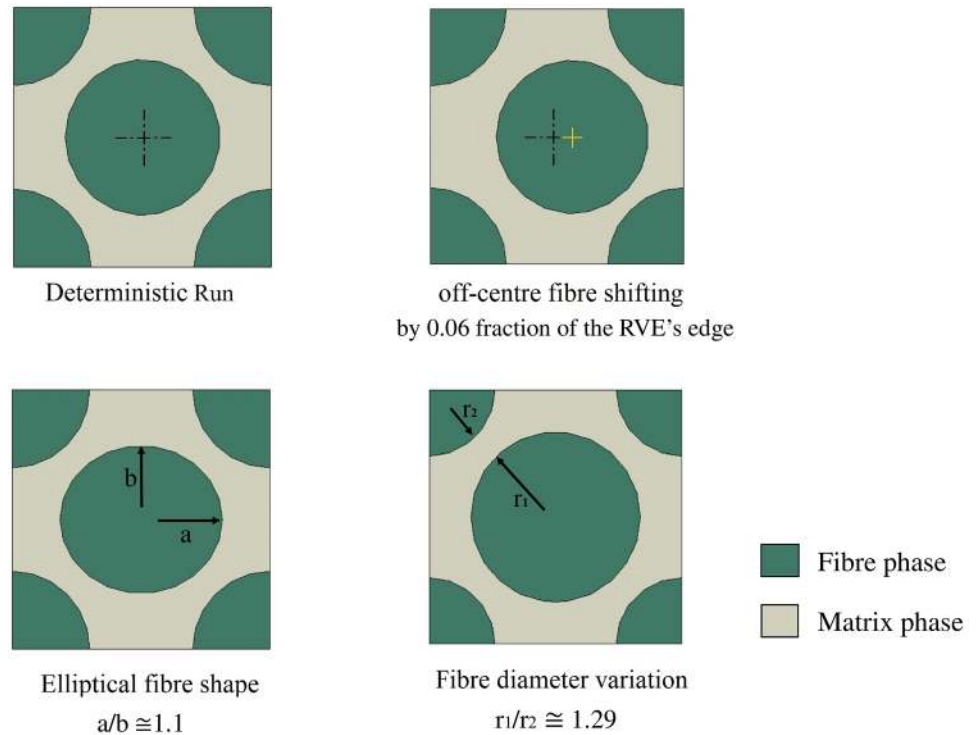 Deterministic Run
off-centre fibre shifting
by 0.06 fraction of the RVE's edge
b
a
r₂
r₁
Fibre phase
Matrix phase
Elliptical fibre shape
a/b ≅1.1
Fibre diameter variation
r₁/r₂ ≅ 1.29